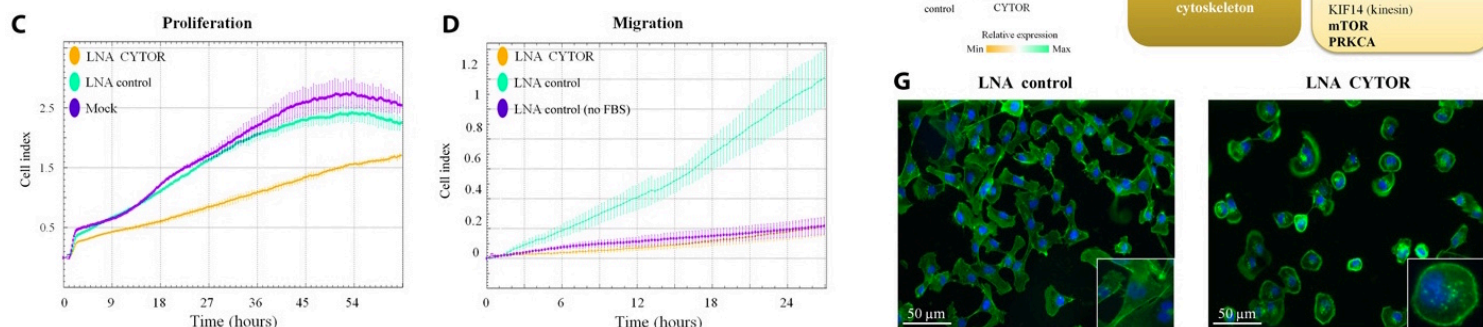 C
Proliferation
LNA CYTOR
LNA control
Mock
2.5
1.5
0.5
Cell index
0 9 18 27 36 45 54
Time (hours)
D
Migration
LNA CYTOR
LNA control
LNA control (no FBS)
1.2
1
0.8
0.6
0.4
0.2
0
Cell index
0 6 12 18 24
Time (hours)
control CYTOR
Relative expression
Min Max
cytoskeleton
KIF14 (kinesin)
mTOR
PRKCA
G
LNA control
LNA CYTOR
50 µm
50 µm